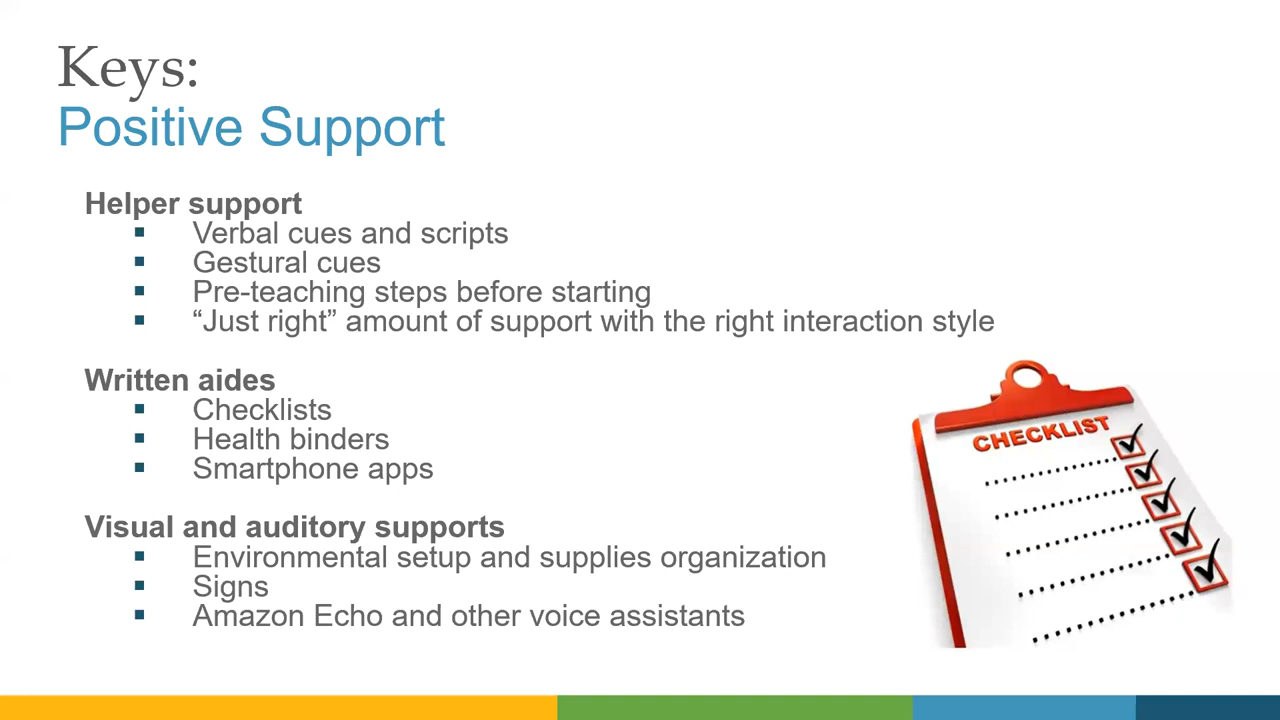 Keys:
Positive Support
Helper support
▪ Verbal cues and scripts
▪ Gestural cues
▪ Pre-teaching steps before starting
▪ “Just right” amount of support with the right interaction style
Written aides
▪ Checklists
▪ Health binders
▪ Smartphone apps
CHECKLIST
Visual and auditory supports
▪ Environmental setup and supplies organization
▪ Signs
▪ Amazon Echo and other voice assistants